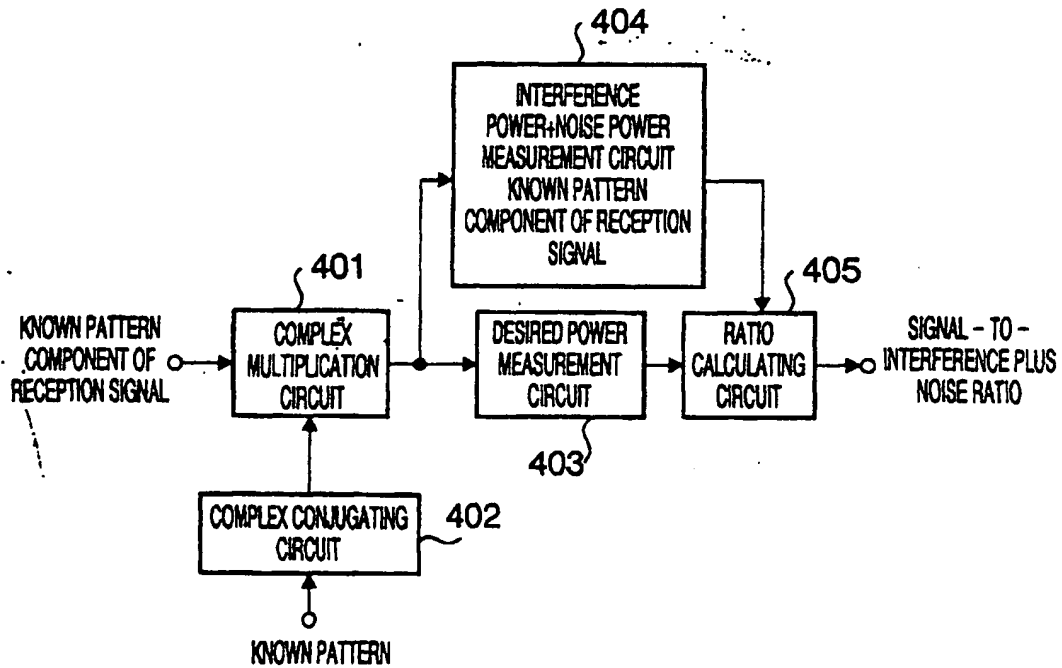 404
INTERFERENCE
POWER+NOISE POWER
MEASUREMENT CIRCUIT
KNOWN PATTERN
COMPONENT OF RECEPTION
SIGNAL
401
405
KNOWN PATTERN
COMPONENT OF
RECEPTION SIGNAL
COMPLEX
MULTIPLICATION
CIRCUIT
DESIRED POWER
MEASUREMENT
CIRCUIT
RATIO
CALCULATING
CIRCUIT
SIGNAL – TO –
INTERFERENCE PLUS
NOISE RATIO
403
COMPLEX CONJUGATING
CIRCUIT
402
KNOWN PATTERN